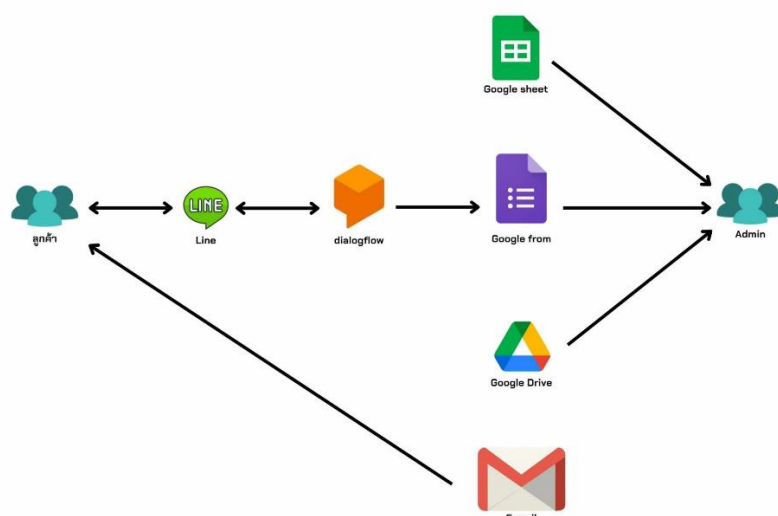 Google sheet
LINE
ลูกค้า
Line
dialogflow
Google from
Admin
Google Drive